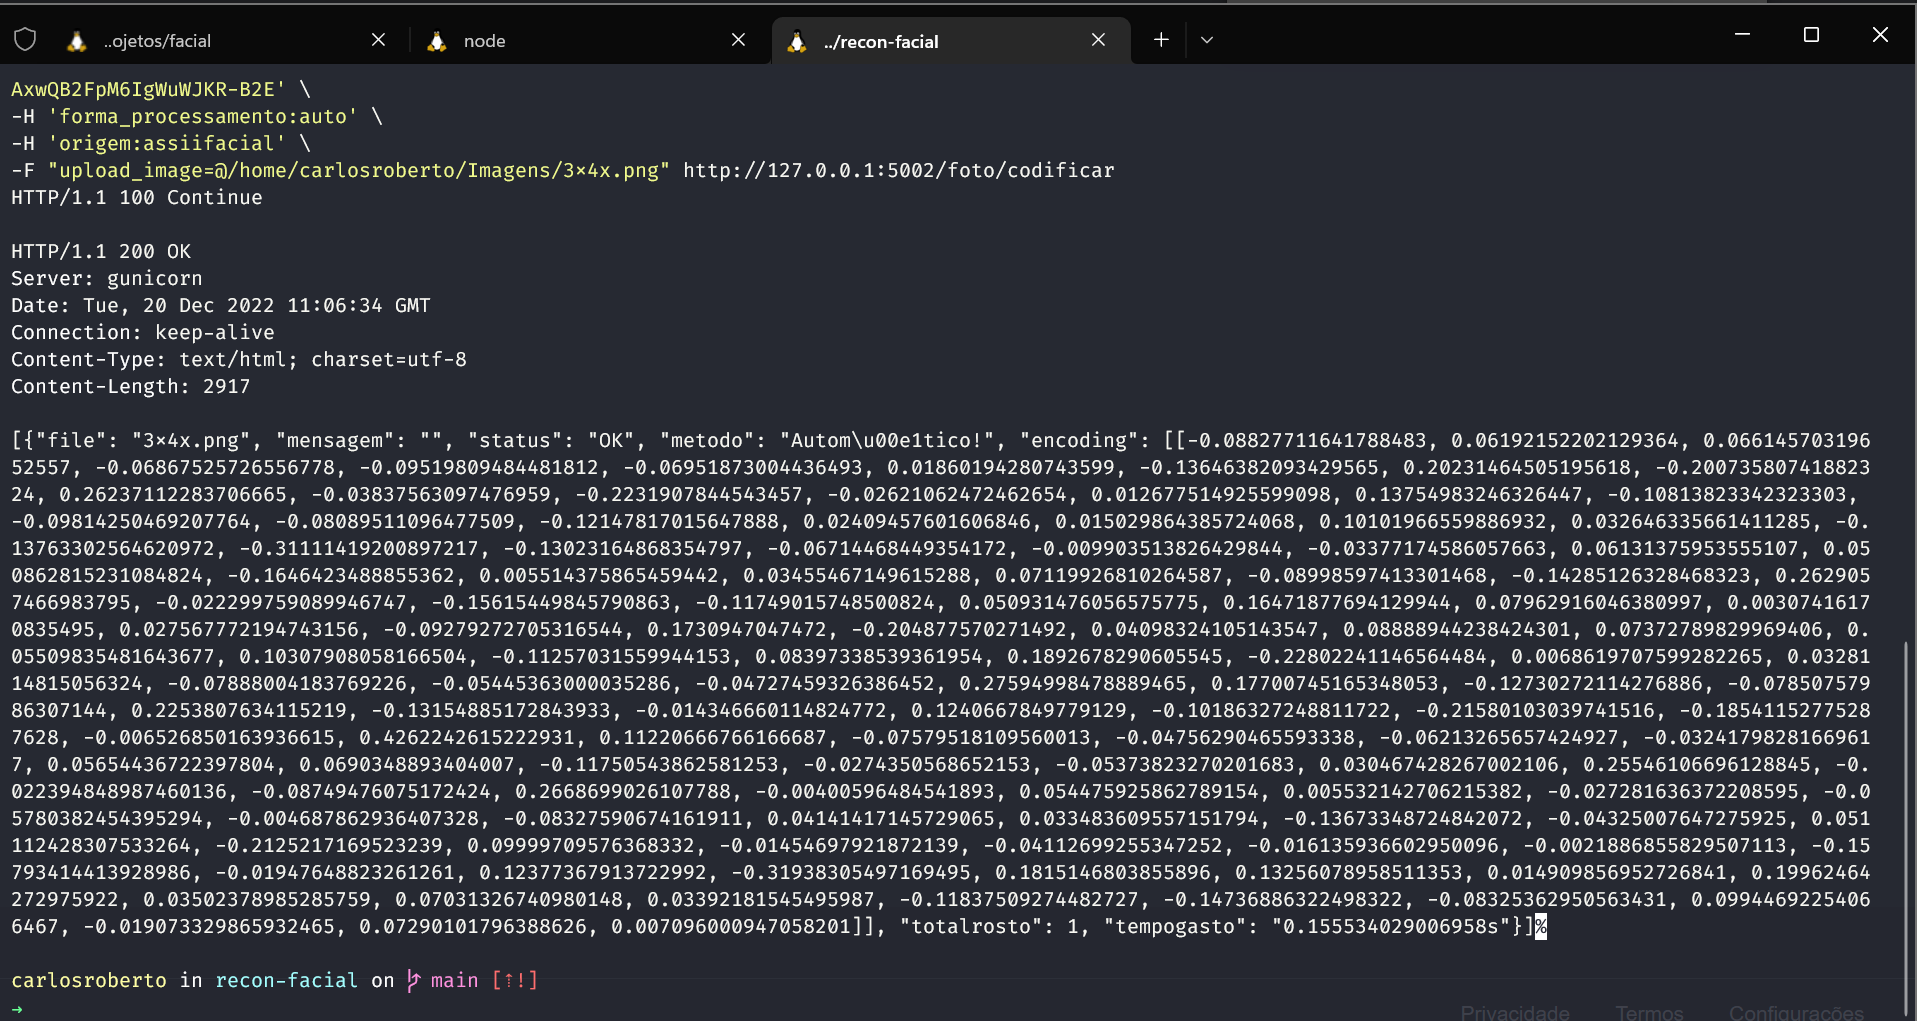 ..ojetos/facial
node
../recon-facial
AxwQB2FpM6IgWuWJKR-B2E' \
-H 'forma_processamento:auto' \
-H 'origem:assiifacial' \
-F "upload_image=@/home/carlosroberto/Imagens/3×4x.png" http://127.0.0.1:5002/foto/codificar
HTTP/1.1 100 Continue
HTTP/1.1 200 OK
Server: gunicorn
Date: Tue, 20 Dec 2022 11:06:34 GMT
Connection: keep-alive
Content-Type: text/html; charset=utf-8
Content-Length: 2917
[{"file": "3×4x.png", "mensagem": "", "status": "OK", "metodo": "Autom\u00e1tico!", "encoding": [[-0.08827711641788483, 0.06192152202129364, 0.066145703196
52557, -0.06867525726556778, -0.09519809484481812, -0.06951873004436493, 0.01860194280743599, -0.13646382093429565, 0.20231464505195618, -0.200735807418823
24, 0.26237112283706665, -0.03837563097476959, -0.2231907844543457, -0.02621062472462654, 0.012677514925599098, 0.13754983246326447, -0.10813823342323303,
-0.09814250469207764, -0.08089511096477509, -0.12147817015647888, 0.02409457601606846, 0.015029864385724068, 0.10101966559886932, 0.032646335661411285, -0.
13763302564620972, -0.31111419200897217, -0.13023164868354797, -0.06714468449354172, -0.009903513826429844, -0.03377174586057663, 0.06131375953555107, 0.05
0862815231084824, -0.1646423488855362, 0.005514375865459442, 0.03455467149615288, 0.07119926810264587, -0.08998597413301468, -0.14285126328468323, 0.262905
7466983795, -0.022299759089946747, -0.15615449845790863, -0.11749015748500824, 0.050931476056575775, 0.16471877694129944, 0.07962916046380997, 0.0030741617
0835495, 0.027567772194743156, -0.09279272705316544, 0.1730947047472, -0.204877570271492, 0.04098324105143547, 0.08888944238424301, 0.07372789829969406, 0.
05509835481643677, 0.10307908058166504, -0.11257031559944153, 0.08397338539361954, 0.1892678290605545, -0.22802241146564484, 0.0068619707599282265, 0.03281
14815056324, -0.07888004183769226, -0.05445363000035286, -0.04727459326386452, 0.27594998478889465, 0.17700745165348053, -0.12730272114276886, -0.078507579
86307144, 0.2253807634115219, -0.13154885172843933, -0.014346660114824772, 0.1240667849779129, -0.10186327248811722, -0.21580103039741516, -0.1854115277528
7628, -0.006526850163936615, 0.4262242615222931, 0.11220666766166687, -0.07579518109560013, -0.04756290465593338, -0.06213265657424927, -0.0324179828166961
7, 0.05654436722397804, 0.0690348893404007, -0.11750543862581253, -0.0274350568652153, -0.05373823270201683, 0.030467428267002106, 0.25546106696128845, -0.
022394848987460136, -0.08749476075172424, 0.2668699026107788, -0.00400596484541893, 0.054475925862789154, 0.005532142706215382, -0.027281636372208595, -0.0
5780382454395294, -0.004687862936407328, -0.08327590674161911, 0.04141417145729065, 0.033483609557151794, -0.13673348724842072, -0.04325007647275925, 0.051
112428307533264, -0.2125217169523239, 0.09999709576368332, -0.01454697921872139, -0.04112699255347252, -0.016135936602950096, -0.0021886855829507113, -0.15
793414413928986, -0.01947648823261261, 0.12377367913722992, -0.31938305497169495, 0.1815146803855896, 0.13256078958511353, 0.014909856952726841, 0.19962464
272975922, 0.03502378985285759, 0.07031326740980148, 0.03392181545495987, -0.11837509274482727, -0.14736886322498322, -0.08325362950563431, 0.0994469225406
6467, -0.019073329865932465, 0.07290101796388626, 0.007096000947058201]], "totalrosto": 1, "tempogasto": "0.155534029006958s"}]%
carlosroberto in recon-facial on main [⇡!]
➜
Privacidade Termos Configurações